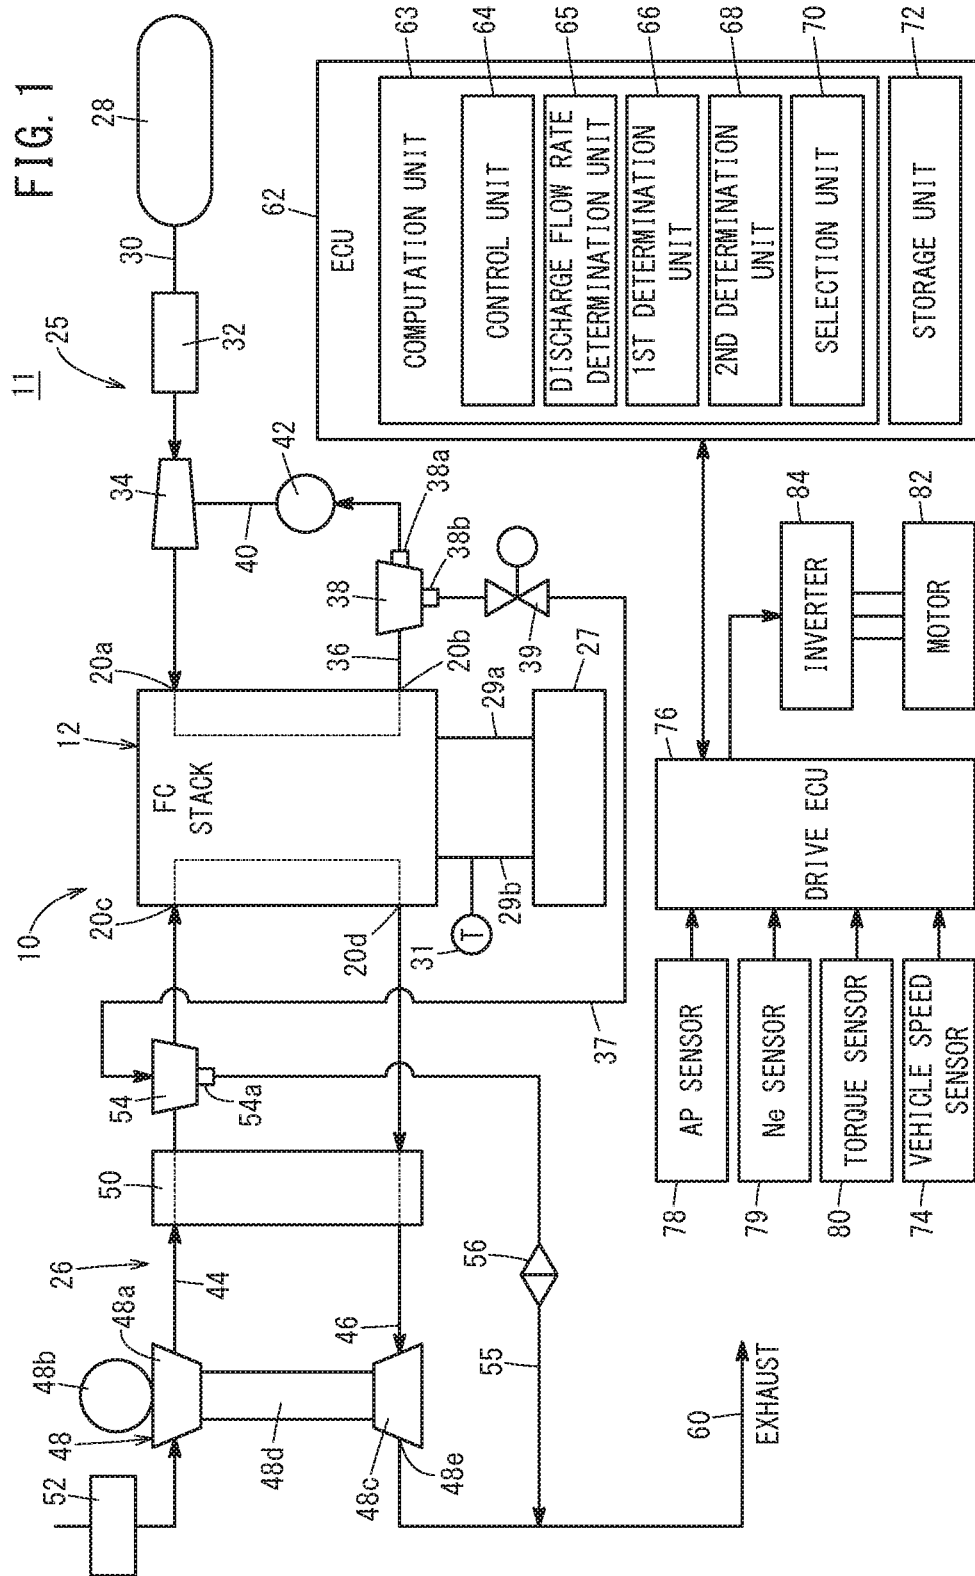 FIG. 1
11
10
25
28
30
32
34
40
42
38a
38b
38
36
39
20a
20b
12
FC
STACK
20c
20d
29a
29b
27
31
T
37
54
54a
50
26
44
46
48a
48b
48
48d
48c
48e
52
56
55
60
EXHAUST
62
ECU
63
COMPUTATION UNIT
64
CONTROL UNIT
65
DISCHARGE FLOW RATE
DETERMINATION UNIT
66
1ST DETERMINATION
UNIT
68
2ND DETERMINATION
UNIT
70
SELECTION UNIT
72
STORAGE UNIT
76
DRIVE ECU
84
INVERTER
82
MOTOR
78
AP SENSOR
79
Ne SENSOR
80
TORQUE SENSOR
74
VEHICLE SPEED
SENSOR